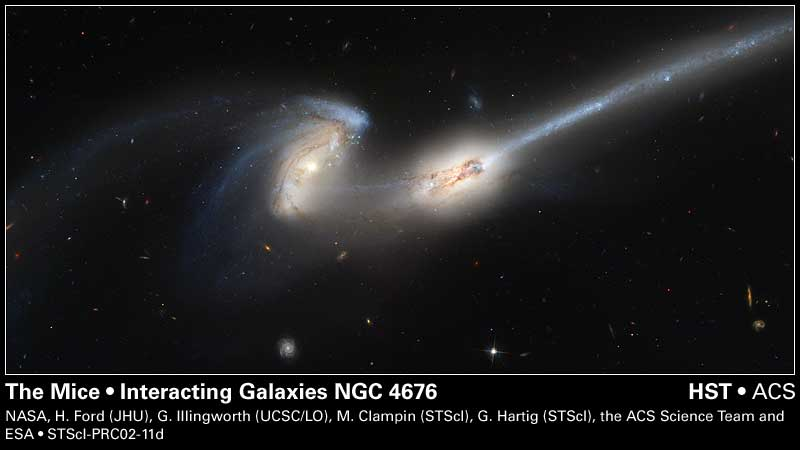 The Mice • Interacting Galaxies NGC 4676
HST • ACS
NASA, H. Ford (JHU), G. Illingworth (UCSC/LO), M. Clampin (STScI), G. Hartig (STScI), the ACS Science Team and
ESA • STScI-PRC02-11d